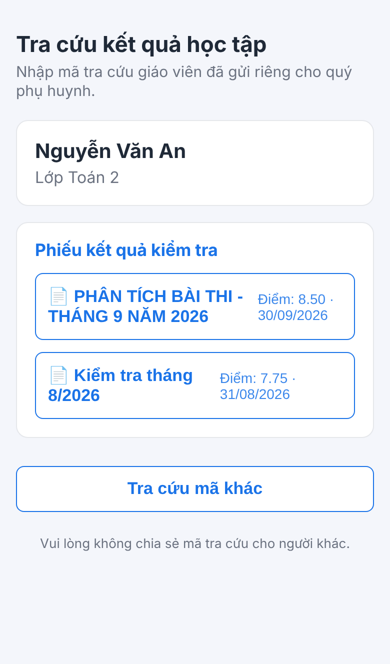 Tra cứu kết quả học tập
Nhập mã tra cứu giáo viên đã gửi riêng cho quý
phụ huynh.
Nguyễn Văn An
Lớp Toán 2
Phiếu kết quả kiểm tra
PHÂN TÍCH BÀI THI -
THÁNG 9 NĂM 2026
Điểm: 8.50 ·
30/09/2026
Kiểm tra tháng
8/2026
Điểm: 7.75 ·
31/08/2026
Tra cứu mã khác
Vui lòng không chia sẻ mã tra cứu cho người khác.